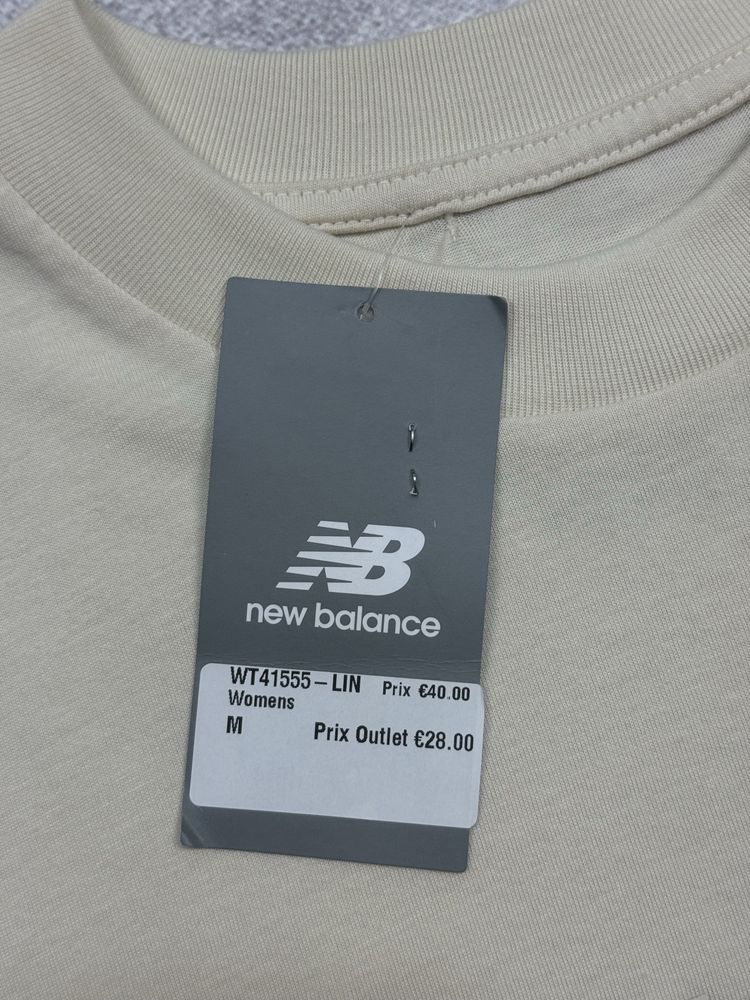 NB
new balance
WT41555–LIN Prix €40.00
Womens
M Prix Outlet €28.00